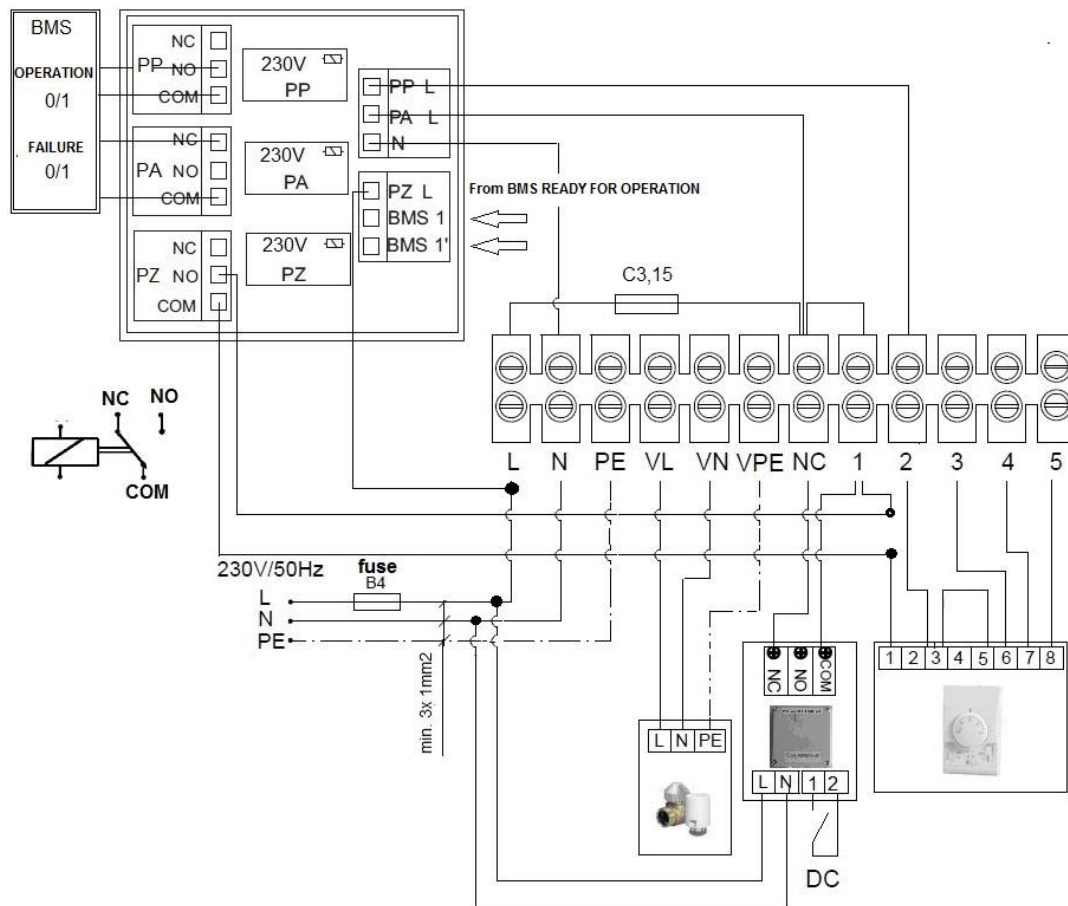 BMS
OPERATION
0/1
FAILURE
0/1
PP
NC
NO
COM
230V
PP
PA
NC
NO
COM
230V
PA
PZ
NC
NO
COM
230V
PZ
PP L
PA L
N
PZ L
BMS 1
BMS 1'
From BMS READY FOR OPERATION
C3,15
NC NO
COM
L N PE VL VN VPE NC 1 2 3 4 5
230V/50Hz
fuse
B4
L
N
PE
min. 3x 1mm2
L N PE
NC NO COM
L N 1 2
DC
1 2 3 4 5 6 7 8